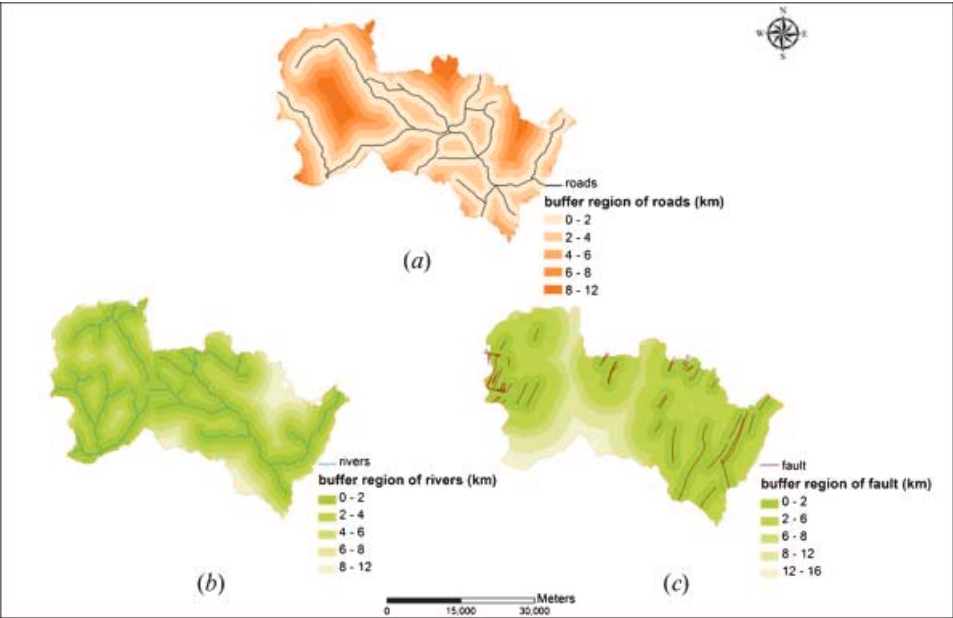 N
W E
S
roads
buffer region of roads (km)
0 - 2
2 - 4
4 - 6
6 - 8
8 - 12
(a)
rivers
buffer region of rivers (km)
0 - 2
2 - 4
4 - 6
6 - 8
8 - 12
(b)
fault
buffer region of fault (km)
0 - 2
2 - 6
6 - 8
8 - 12
12 - 16
(c)
Meters
0 15,000 30,000